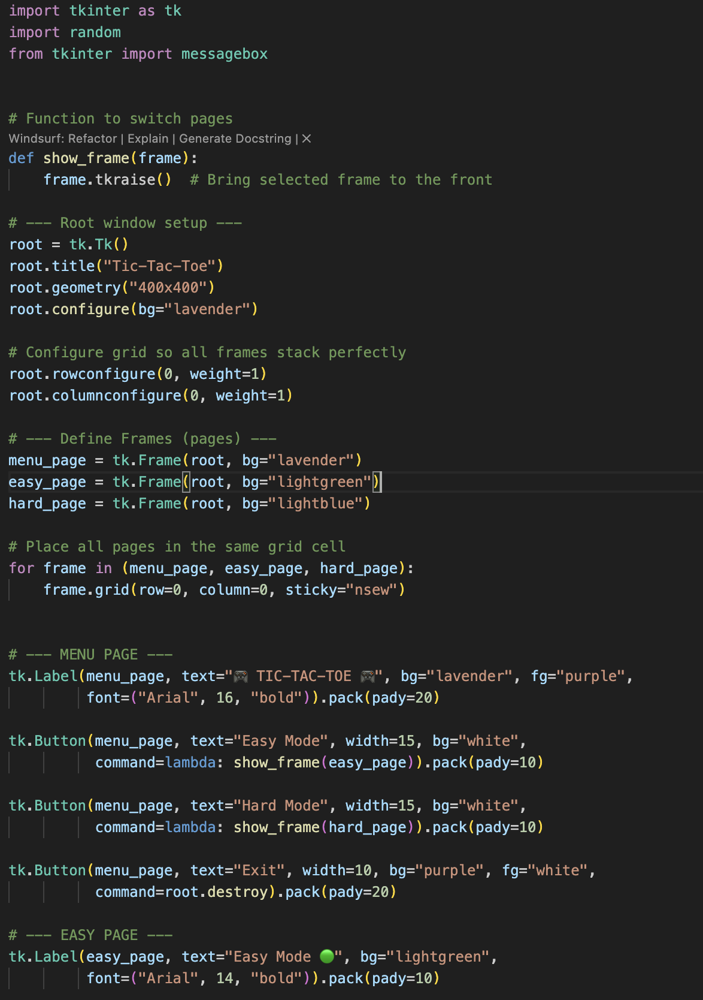 import tkinter as tk
import random
from tkinter import messagebox
# Function to switch pages
Windsurf: Refactor | Explain | Generate Docstring | ✕
def show_frame(frame):
    frame.tkraise()  # Bring selected frame to the front
# --- Root window setup ---
root = tk.Tk()
root.title("Tic-Tac-Toe")
root.geometry("400x400")
root.configure(bg="lavender")
# Configure grid so all frames stack perfectly
root.rowconfigure(0, weight=1)
root.columnconfigure(0, weight=1)
# --- Define Frames (pages) ---
menu_page = tk.Frame(root, bg="lavender")
easy_page = tk.Frame(root, bg="lightgreen")
hard_page = tk.Frame(root, bg="lightblue")
# Place all pages in the same grid cell
for frame in (menu_page, easy_page, hard_page):
    frame.grid(row=0, column=0, sticky="nsew")
# --- MENU PAGE ---
tk.Label(menu_page, text="🎮 TIC-TAC-TOE 🎮", bg="lavender", fg="purple",
         font=("Arial", 16, "bold")).pack(pady=20)
tk.Button(menu_page, text="Easy Mode", width=15, bg="white",
          command=lambda: show_frame(easy_page)).pack(pady=10)
tk.Button(menu_page, text="Hard Mode", width=15, bg="white",
          command=lambda: show_frame(hard_page)).pack(pady=10)
tk.Button(menu_page, text="Exit", width=10, bg="purple", fg="white",
          command=root.destroy).pack(pady=20)
# --- EASY PAGE ---
tk.Label(easy_page, text="Easy Mode 🟢", bg="lightgreen",
         font=("Arial", 14, "bold")).pack(pady=10)